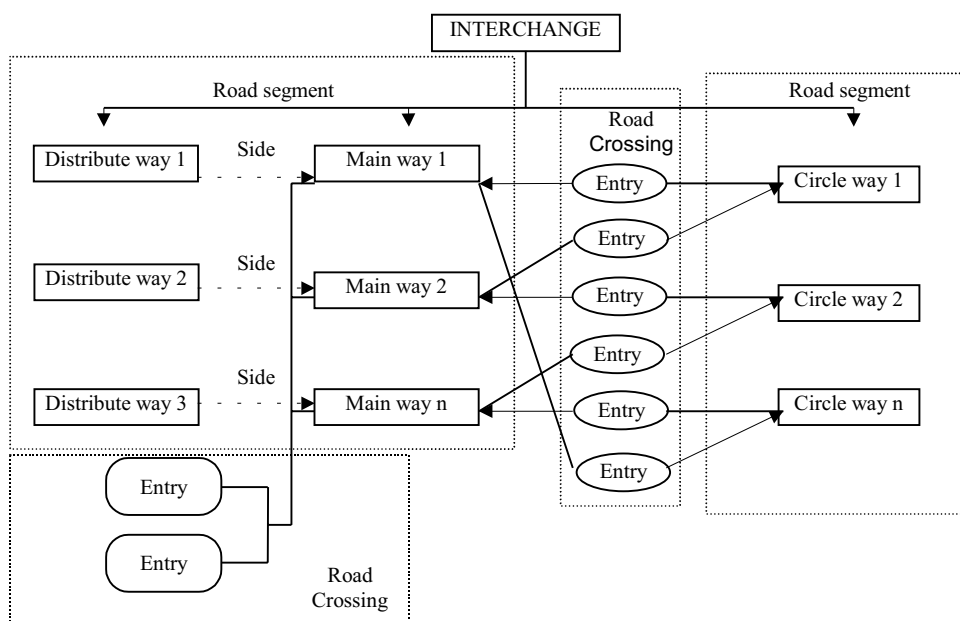 INTERCHANGE
Road segment
Road segment
Road
Crossing
Distribute way 1
Side
Main way 1
Entry
Circle way 1
Entry
Distribute way 2
Side
Main way 2
Entry
Circle way 2
Entry
Distribute way 3
Side
Main way n
Entry
Circle way n
Entry
Entry
Entry
Road
Crossing